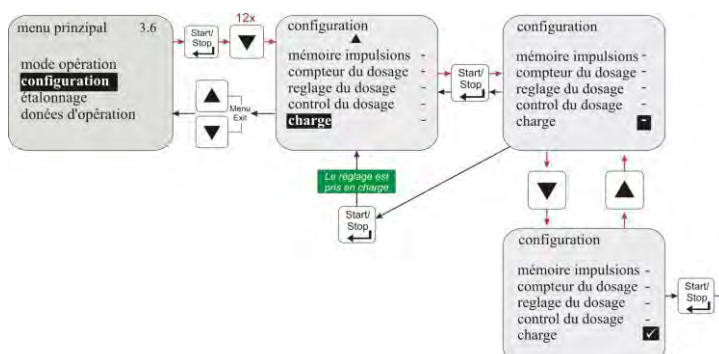 menu prinzipal 3.6
mode opération
configuration
étalonnage
donées d'opération
Start/
Stop
12x
Menu
Exit
configuration
mémoire impulsions -
compteur du dosage -
reglage du dosage -
control du dosage -
charge -
Start/
Stop
configuration
mémoire impulsions -
compteur du dosage -
reglage du dosage -
control du dosage -
charge -
Le réglage est
pris en charge
Start/
Stop
configuration
mémoire impulsions -
compteur du dosage -
reglage du dosage -
control du dosage -
charge ✓
Start/
Stop